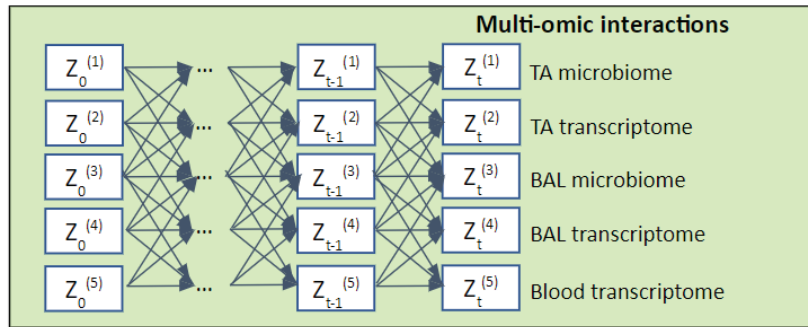 Multi-omic interactions
Z₀⁽¹⁾ ... Zₜ₋₁⁽¹⁾ Zₜ⁽¹⁾ TA microbiome
Z₀⁽²⁾ ... Zₜ₋₁⁽²⁾ Zₜ⁽²⁾ TA transcriptome
Z₀⁽³⁾ ... Zₜ₋₁⁽³⁾ Zₜ⁽³⁾ BAL microbiome
Z₀⁽⁴⁾ ... Zₜ₋₁⁽⁴⁾ Zₜ⁽⁴⁾ BAL transcriptome
Z₀⁽⁵⁾ ... Zₜ₋₁⁽⁵⁾ Zₜ⁽⁵⁾ Blood transcriptome